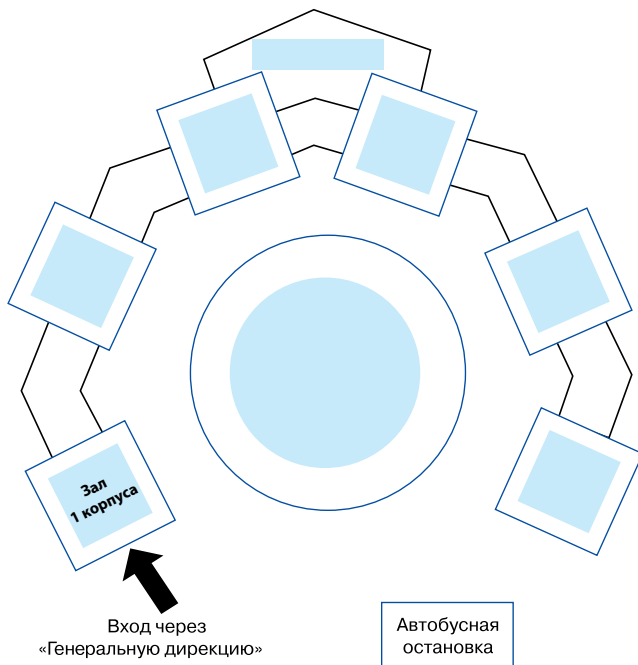 Зал
1 корпуса
Вход через
«Генеральную дирекцию»
Автобусная
остановка